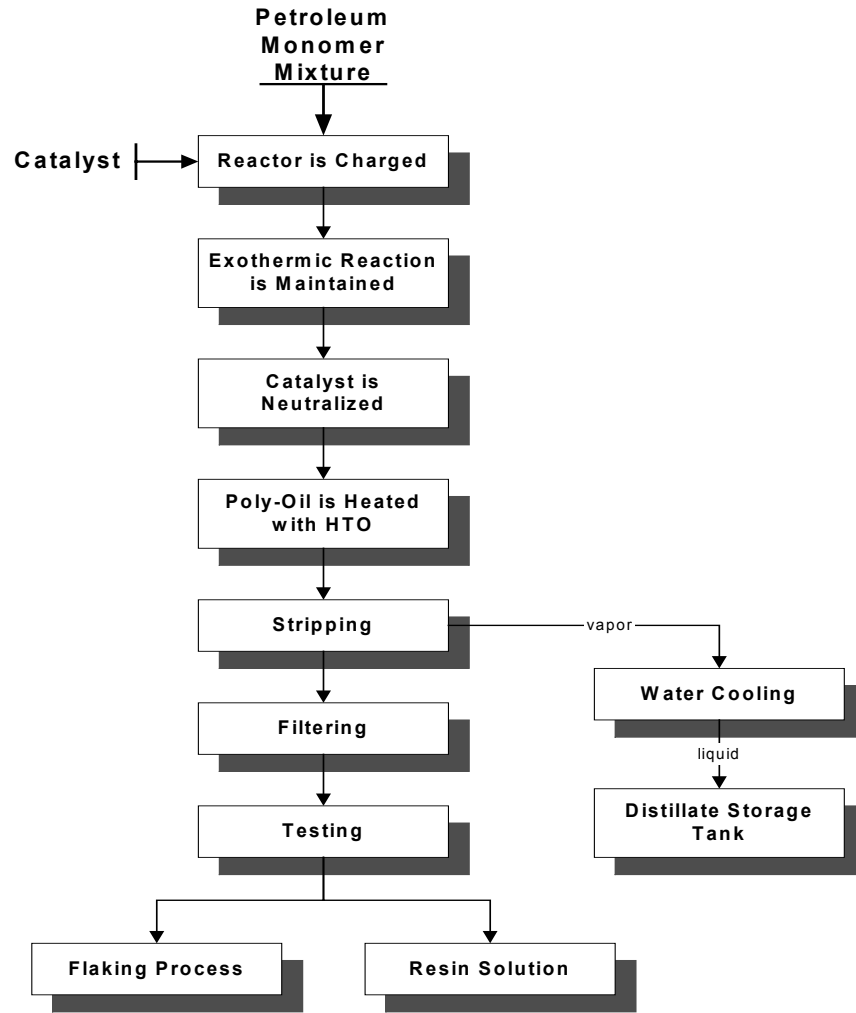 Petroleum
Monomer
Mixture
Catalyst
Reactor is Charged
Exothermic Reaction
is Maintained
Catalyst is
Neutralized
Poly-Oil is Heated
with HTO
Stripping
vapor
Water Cooling
Filtering
liquid
Distillate Storage
Tank
Testing
Flaking Process
Resin Solution